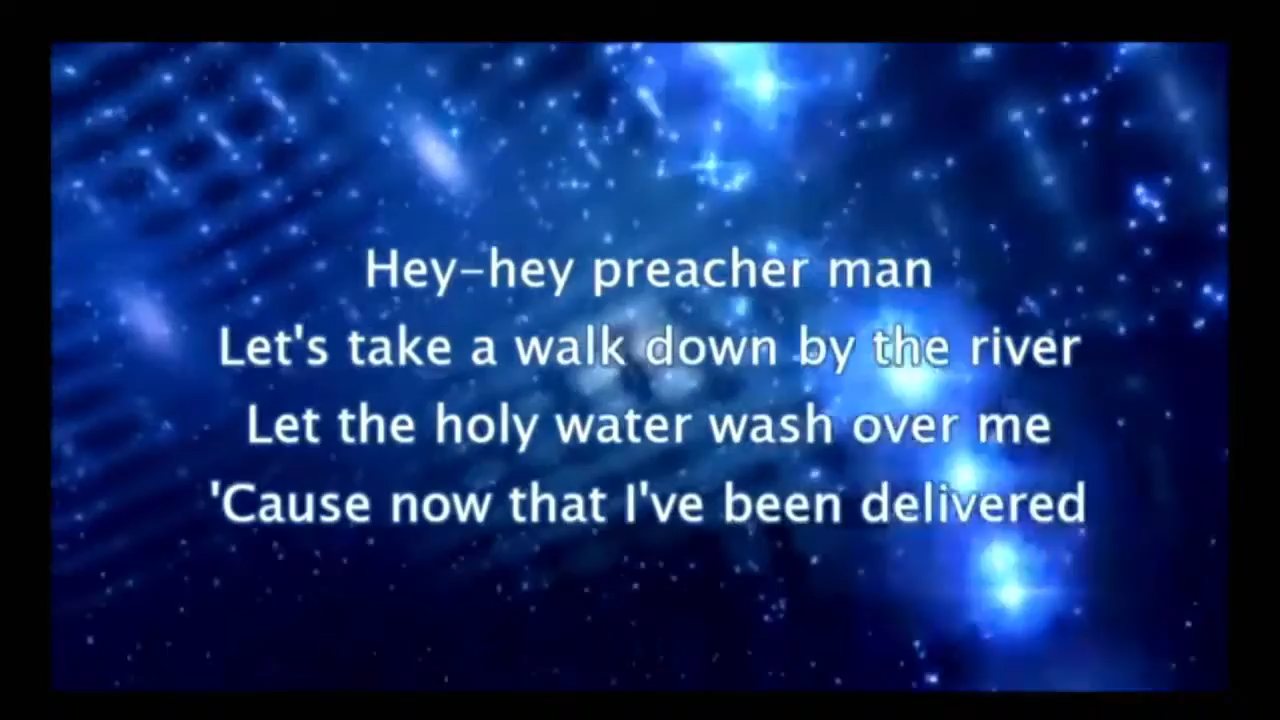 Hey-hey preacher man
Let's take a walk down by the river
Let the holy water wash over me
'Cause now that I've been delivered